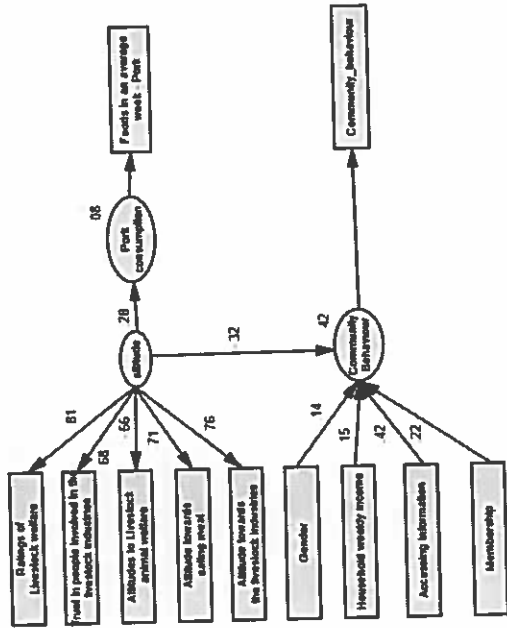 Ratings of
Livestock welfare
Trust in people involved in the
livestock industries
Attitudes to Livestock
animal welfare
Attitude towards
eating meat
Attitude towards
the livestock industries
Gender
Household weekly income
Accessing information
Membership
81
68
-.66
.71
76
.14
15
.42
.22
attitude
.28
-.32
Pork
consumption
08
.42
Community
Behaviour
Foods in an average
week - Pork
Community_behaviour